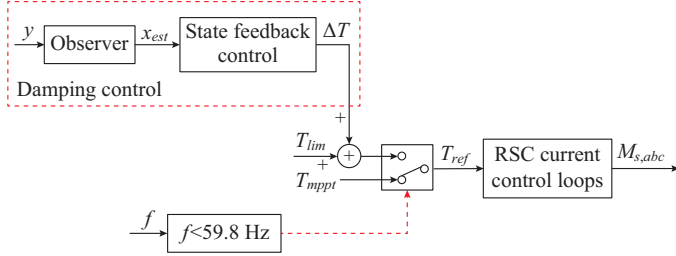 y
Observer
x_est
State feedback
control
ΔT
Damping control
+
T_lim
+
+
T_mppt
T_ref
RSC current
control loops
M_s,abc
f
f<59.8 Hz